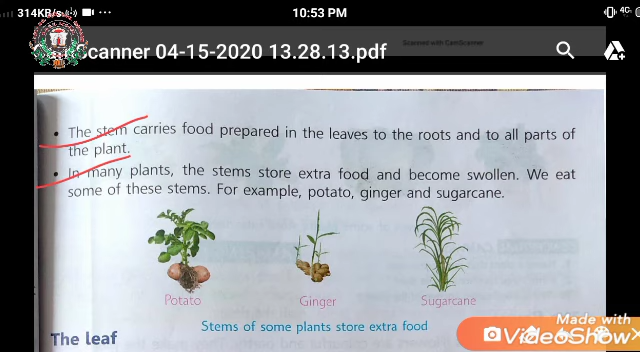 314KB/s
10:53 PM
4G
CamScanner 04-15-2020 13.28.13.pdf
Scanned with CamScanner
• The stem carries food prepared in the leaves to the roots and to all parts of
the plant.
• In many plants, the stems store extra food and become swollen. We eat
some of these stems. For example, potato, ginger and sugarcane.
Potato
Ginger
Sugarcane
Stems of some plants store extra food
The leaf
Made with
VideoShow